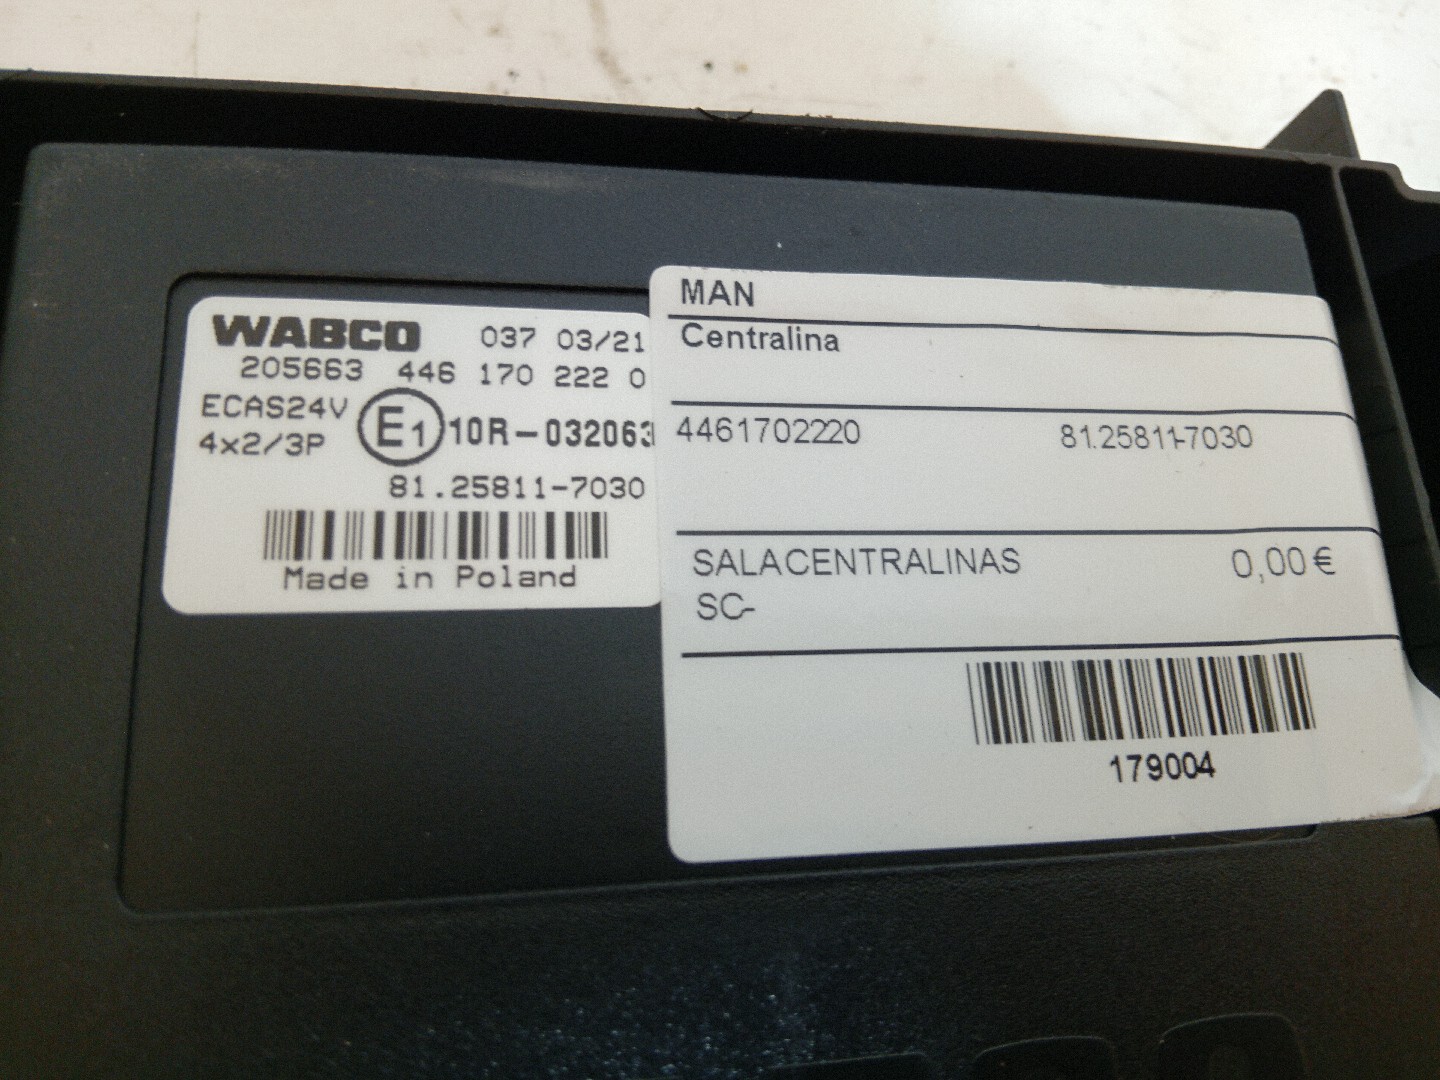 WABCO 037 03/21
205663 446 170 222 0
ECAS24V
4x2/3P
E1 10R-032063
81.25811-7030
Made in Poland
MAN
Centralina
4461702220 81.25811-7030
SALACENTRALINAS 0,00€
SC-
179004